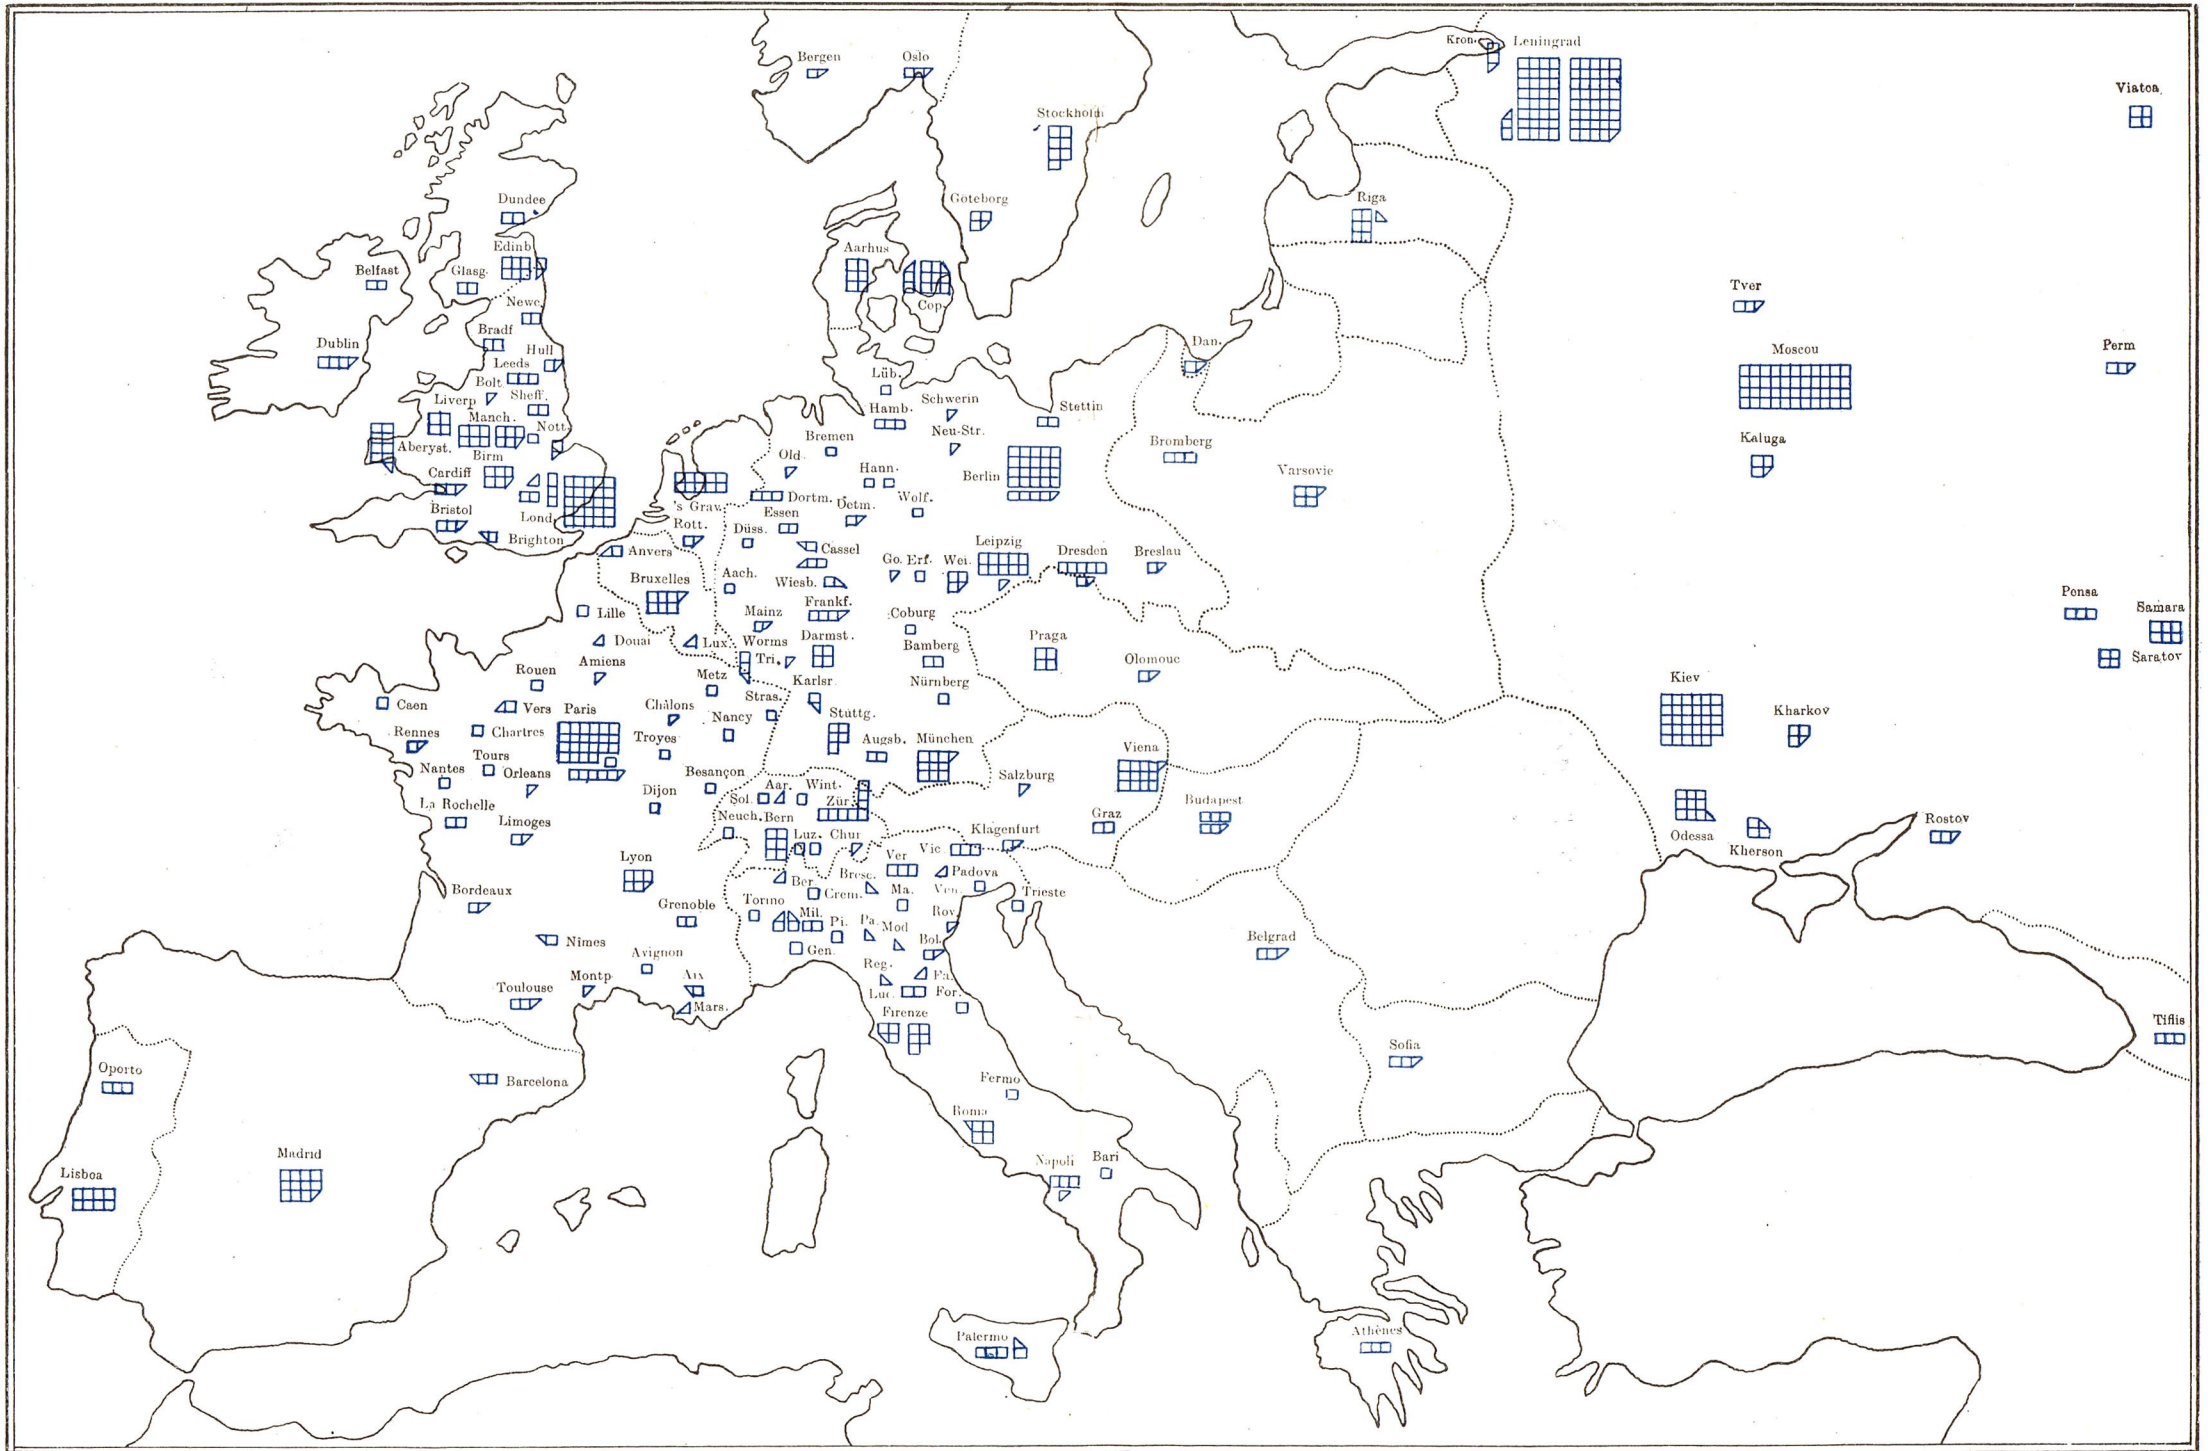 Bergen
Oslo
Kron.
Leningrad
Viatca.
Stockholm
Dundee
Göteborg
Riga
Edinb
Aarhus
Belfast
Glasg.
Tver
Newc.
Cop.
Bradf
Dublin
Hull
Dan.
Moscou
Perm
Leeds
Lüb.
Bolt
Sheff.
Liverp
Schwerin
Stettin
Hamb.
Manch.
Nott.
Neu-Str.
Bremen
Kaluga
Aberyst.
Bromberg
Birm
Old.
Hann.
Berlin
Varsovie
Cardiff
Dortm.
Detm.
Wolf.
's Grav.
Bristol
Lond.
Essen
Rott.
Düss.
Brighton
Anvers
Cassel
Leipzig
Dresden
Breslau
Go.
Erf.
Wei.
Bruxelles
Aach.
Wiesb.
Pensa
Lille
Mainz
Frankf.
Coburg
Samara
Douai
Lux.
Worms
Darmst.
Praga
Bamberg
Saratov
Amiens
Tri.
Olomouc
Rouen
Metz
Karlsr.
Nürnberg
Kiev
Caen
Vers
Paris
Châlons
Stras.
Kharkov
Rennes
Chartres
Nancy
Stuttg.
Troyes
Augsb.
München
Viena
Tours
Nantes
Orleans
Besançon
Salzburg
Dijon
Sol.
Aar.
Wint.
Zür.
Budapest
La Rochelle
Limoges
Neuch.
Bern
Graz
Rostov
Luz.
Chur
Klagenfurt
Odessa
Kherson
Lyon
Ver
Vic
Bresc.
Padova
Bordeaux
Ber.
Crem.
Ma.
Ven.
Trieste
Grenoble
Torino
Mil.
Pi.
Pa.
Mod
Rov.
Nimes
Gen.
Bol.
Belgrad
Avignon
Reg.
Fa.
Toulouse
Montp
Aix
Mars.
Luc.
For.
Firenze
Tiflis
Sofia
Oporto
Barcelona
Fermo
Roma
Madrid
Napoli
Bari
Lisboa
Palermo
Athènes